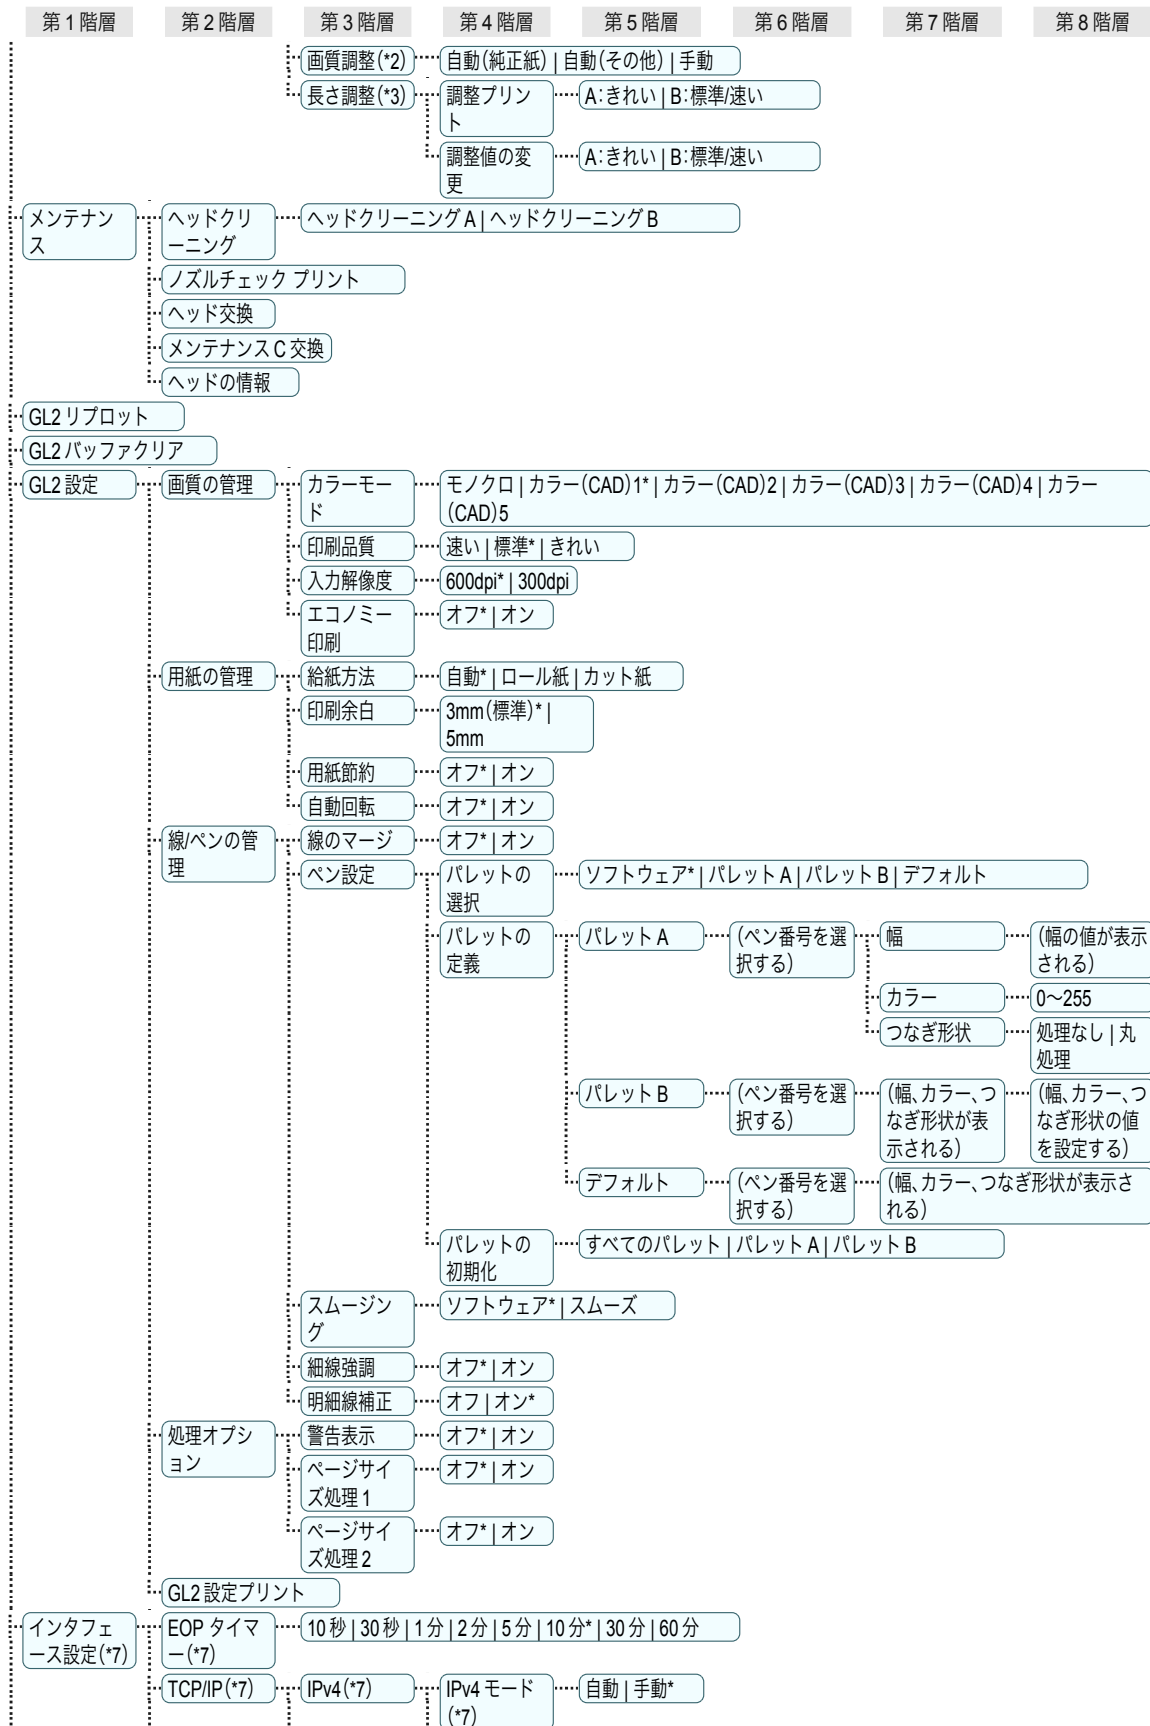 第 1 階層 第 2 階層 第 3 階層 第 4 階層 第 5 階層 第 6 階層 第 7 階層 第 8 階層
画質調整(*2) 自動(純正紙) | 自動(その他) | 手動
長さ調整(*3) 調整プリン A:きれい | B:標準/速い
ト
調整値の変 A:きれい | B:標準/速い
更
メンテナン ヘッドクリ ヘッドクリーニング A | ヘッドクリーニング B
ス ーニング
ノズルチェック プリント
ヘッド交換
メンテナンス C 交換
ヘッドの情報
GL2 リプロット
GL2 バッファクリア
GL2 設定 画質の管理 カラーモー モノクロ | カラー(CAD)1* | カラー(CAD)2 | カラー(CAD)3 | カラー(CAD)4 | カラー
ド (CAD)5
印刷品質 速い | 標準* | きれい
入力解像度 600dpi* | 300dpi
エコノミー オフ* | オン
印刷
用紙の管理 給紙方法 自動* | ロール紙 | カット紙
印刷余白 3mm(標準)* |
5mm
用紙節約 オフ* | オン
自動回転 オフ* | オン
線/ペンの管 線のマージ オフ* | オン
理
ペン設定 パレットの ソフトウェア* | パレット A | パレット B | デフォルト
選択
パレットの パレット A (ペン番号を選 幅 (幅の値が表示
定義 択する) される)
カラー 0~255
つなぎ形状 処理なし | 丸
処理
パレット B (ペン番号を選 (幅、カラー、つ (幅、カラー、つ
択する) なぎ形状が表 なぎ形状の値
示される) を設定する)
デフォルト (ペン番号を選 (幅、カラー、つなぎ形状が表示さ
択する) れる)
パレットの すべてのパレット | パレット A | パレット B
初期化
スムージン ソフトウェア* | スムーズ
グ
細線強調 オフ* | オン
明細線補正 オフ | オン*
処理オプシ 警告表示 オフ* | オン
ョン
ページサイ オフ* | オン
ズ処理 1
ページサイ オフ* | オン
ズ処理 2
GL2 設定プリント
インタフェ EOP タイマ 10 秒 | 30 秒 | 1 分 | 2 分 | 5 分 | 10 分* | 30 分 | 60 分
ース設定(*7) ー(*7)
TCP/IP(*7) IPv4(*7) IPv4 モード 自動 | 手動*
(*7)